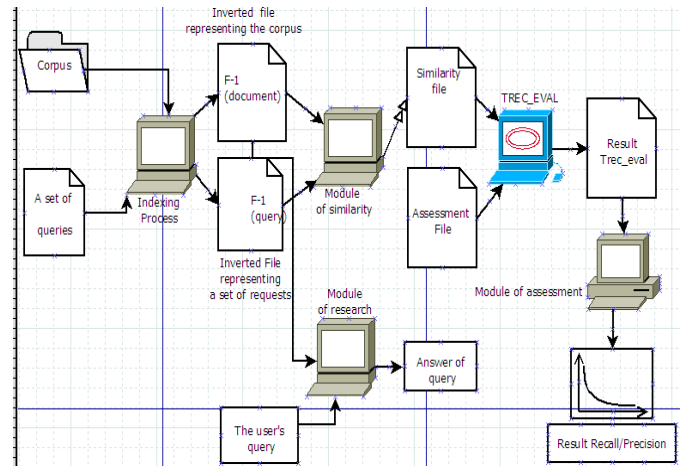 Inverted file
representing the corpus
Corpus
F-1
(document)
Similarity
file
TREC_EVAL
Result
Trec_eval
A set of
queries
Indexing
Process
F-1
(query)
Module
of similarity
Assessment
File
Inverted File
representing
a set of requests
Module
of research
Module of assessment
Answer of
query
The user's
query
Result Recall/Precision